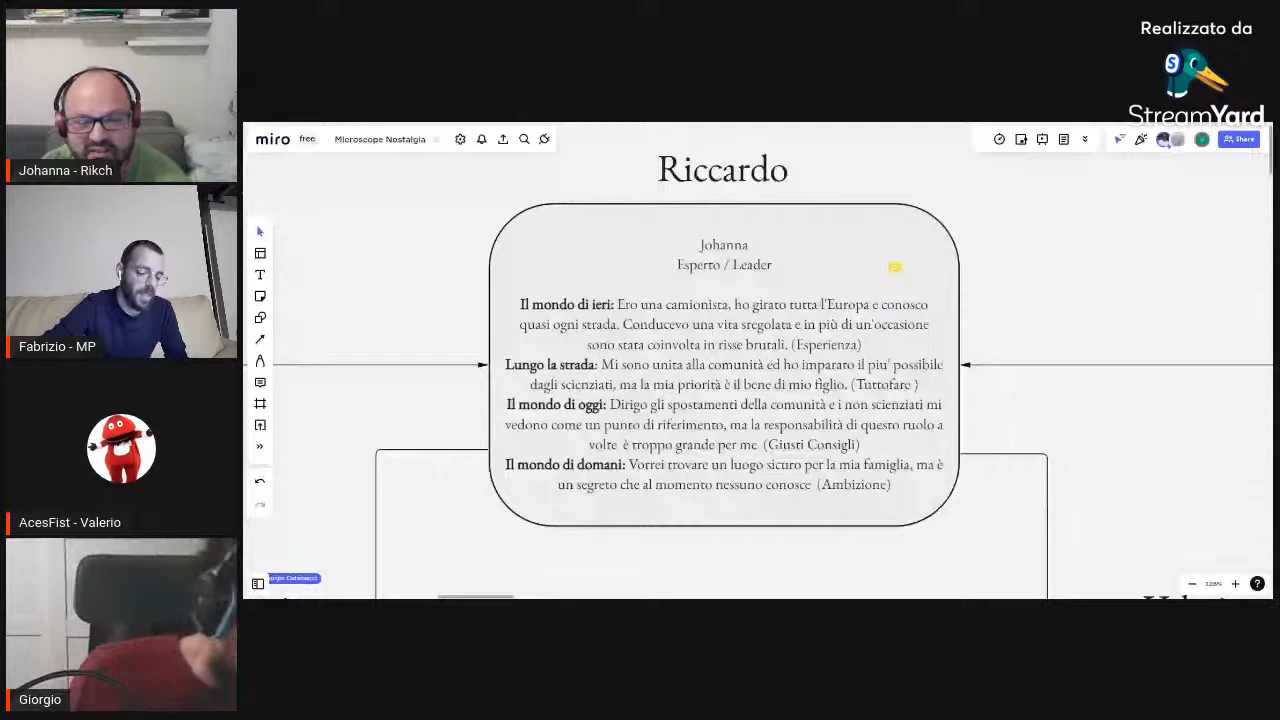 Realizzato da
StreamYard
Johanna - Rikch
Fabrizio - MP
AcesFist - Valerio
Giorgio
miro free Microscope Nostalgia
Share
Riccardo
Johanna
Esperto / Leader
Il mondo di ieri: Ero una camionista, ho girato tutta l'Europa e conosco
quasi ogni strada. Conducevo una vita sregolata e in più di un'occasione
sono stata coinvolta in risse brutali. (Esperienza)
Lungo la strada: Mi sono unita alla comunità ed ho imparato il piu' possibile
dagli scienziati, ma la mia priorità è il bene di mio figlio. (Tuttofare )
Il mondo di oggi: Dirigo gli spostamenti della comunità e i non scienziati mi
vedono come un punto di riferimento, ma la responsabilità di questo ruolo a
volte è troppo grande per me (Giusti Consigli)
Il mondo di domani: Vorrei trovare un luogo sicuro per la mia famiglia, ma è
un segreto che al momento nessuno conosce (Ambizione)
128%